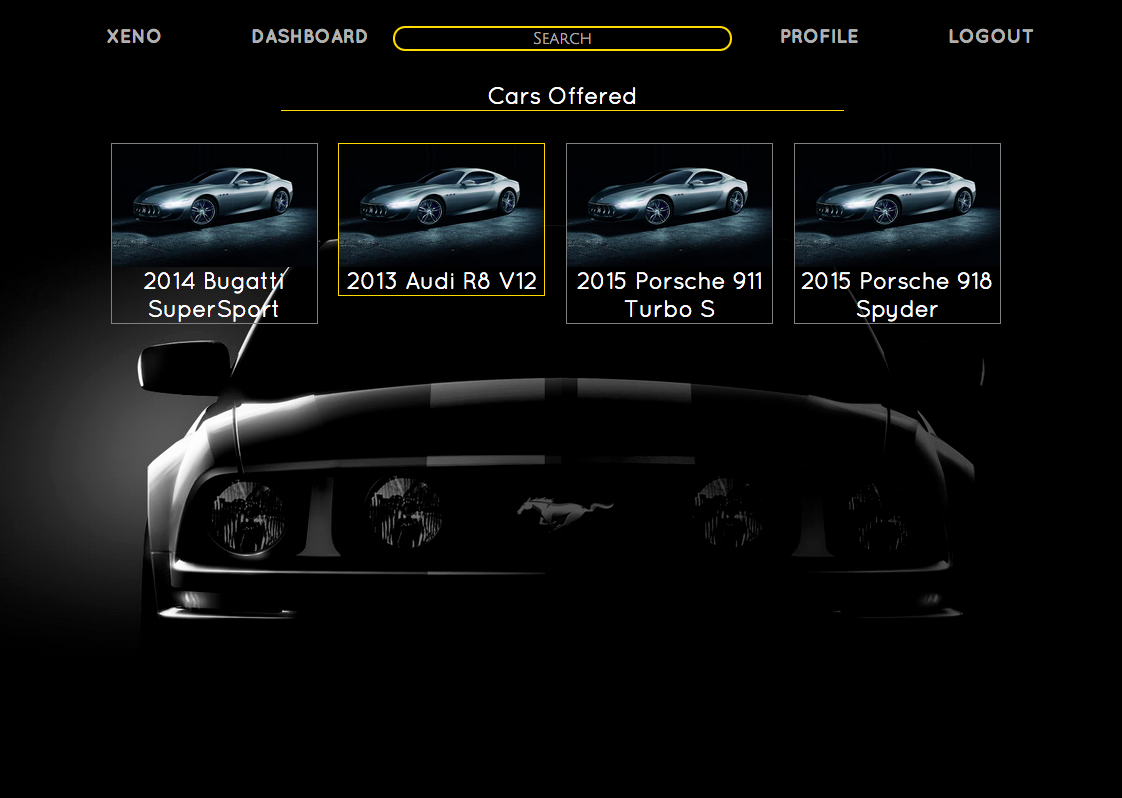 XENO DASHBOARD Search PROFILE LOGOUT
Cars Offered
2014 Bugatti
SuperSport
2013 Audi R8 V12
2015 Porsche 911
Turbo S
2015 Porsche 918
Spyder